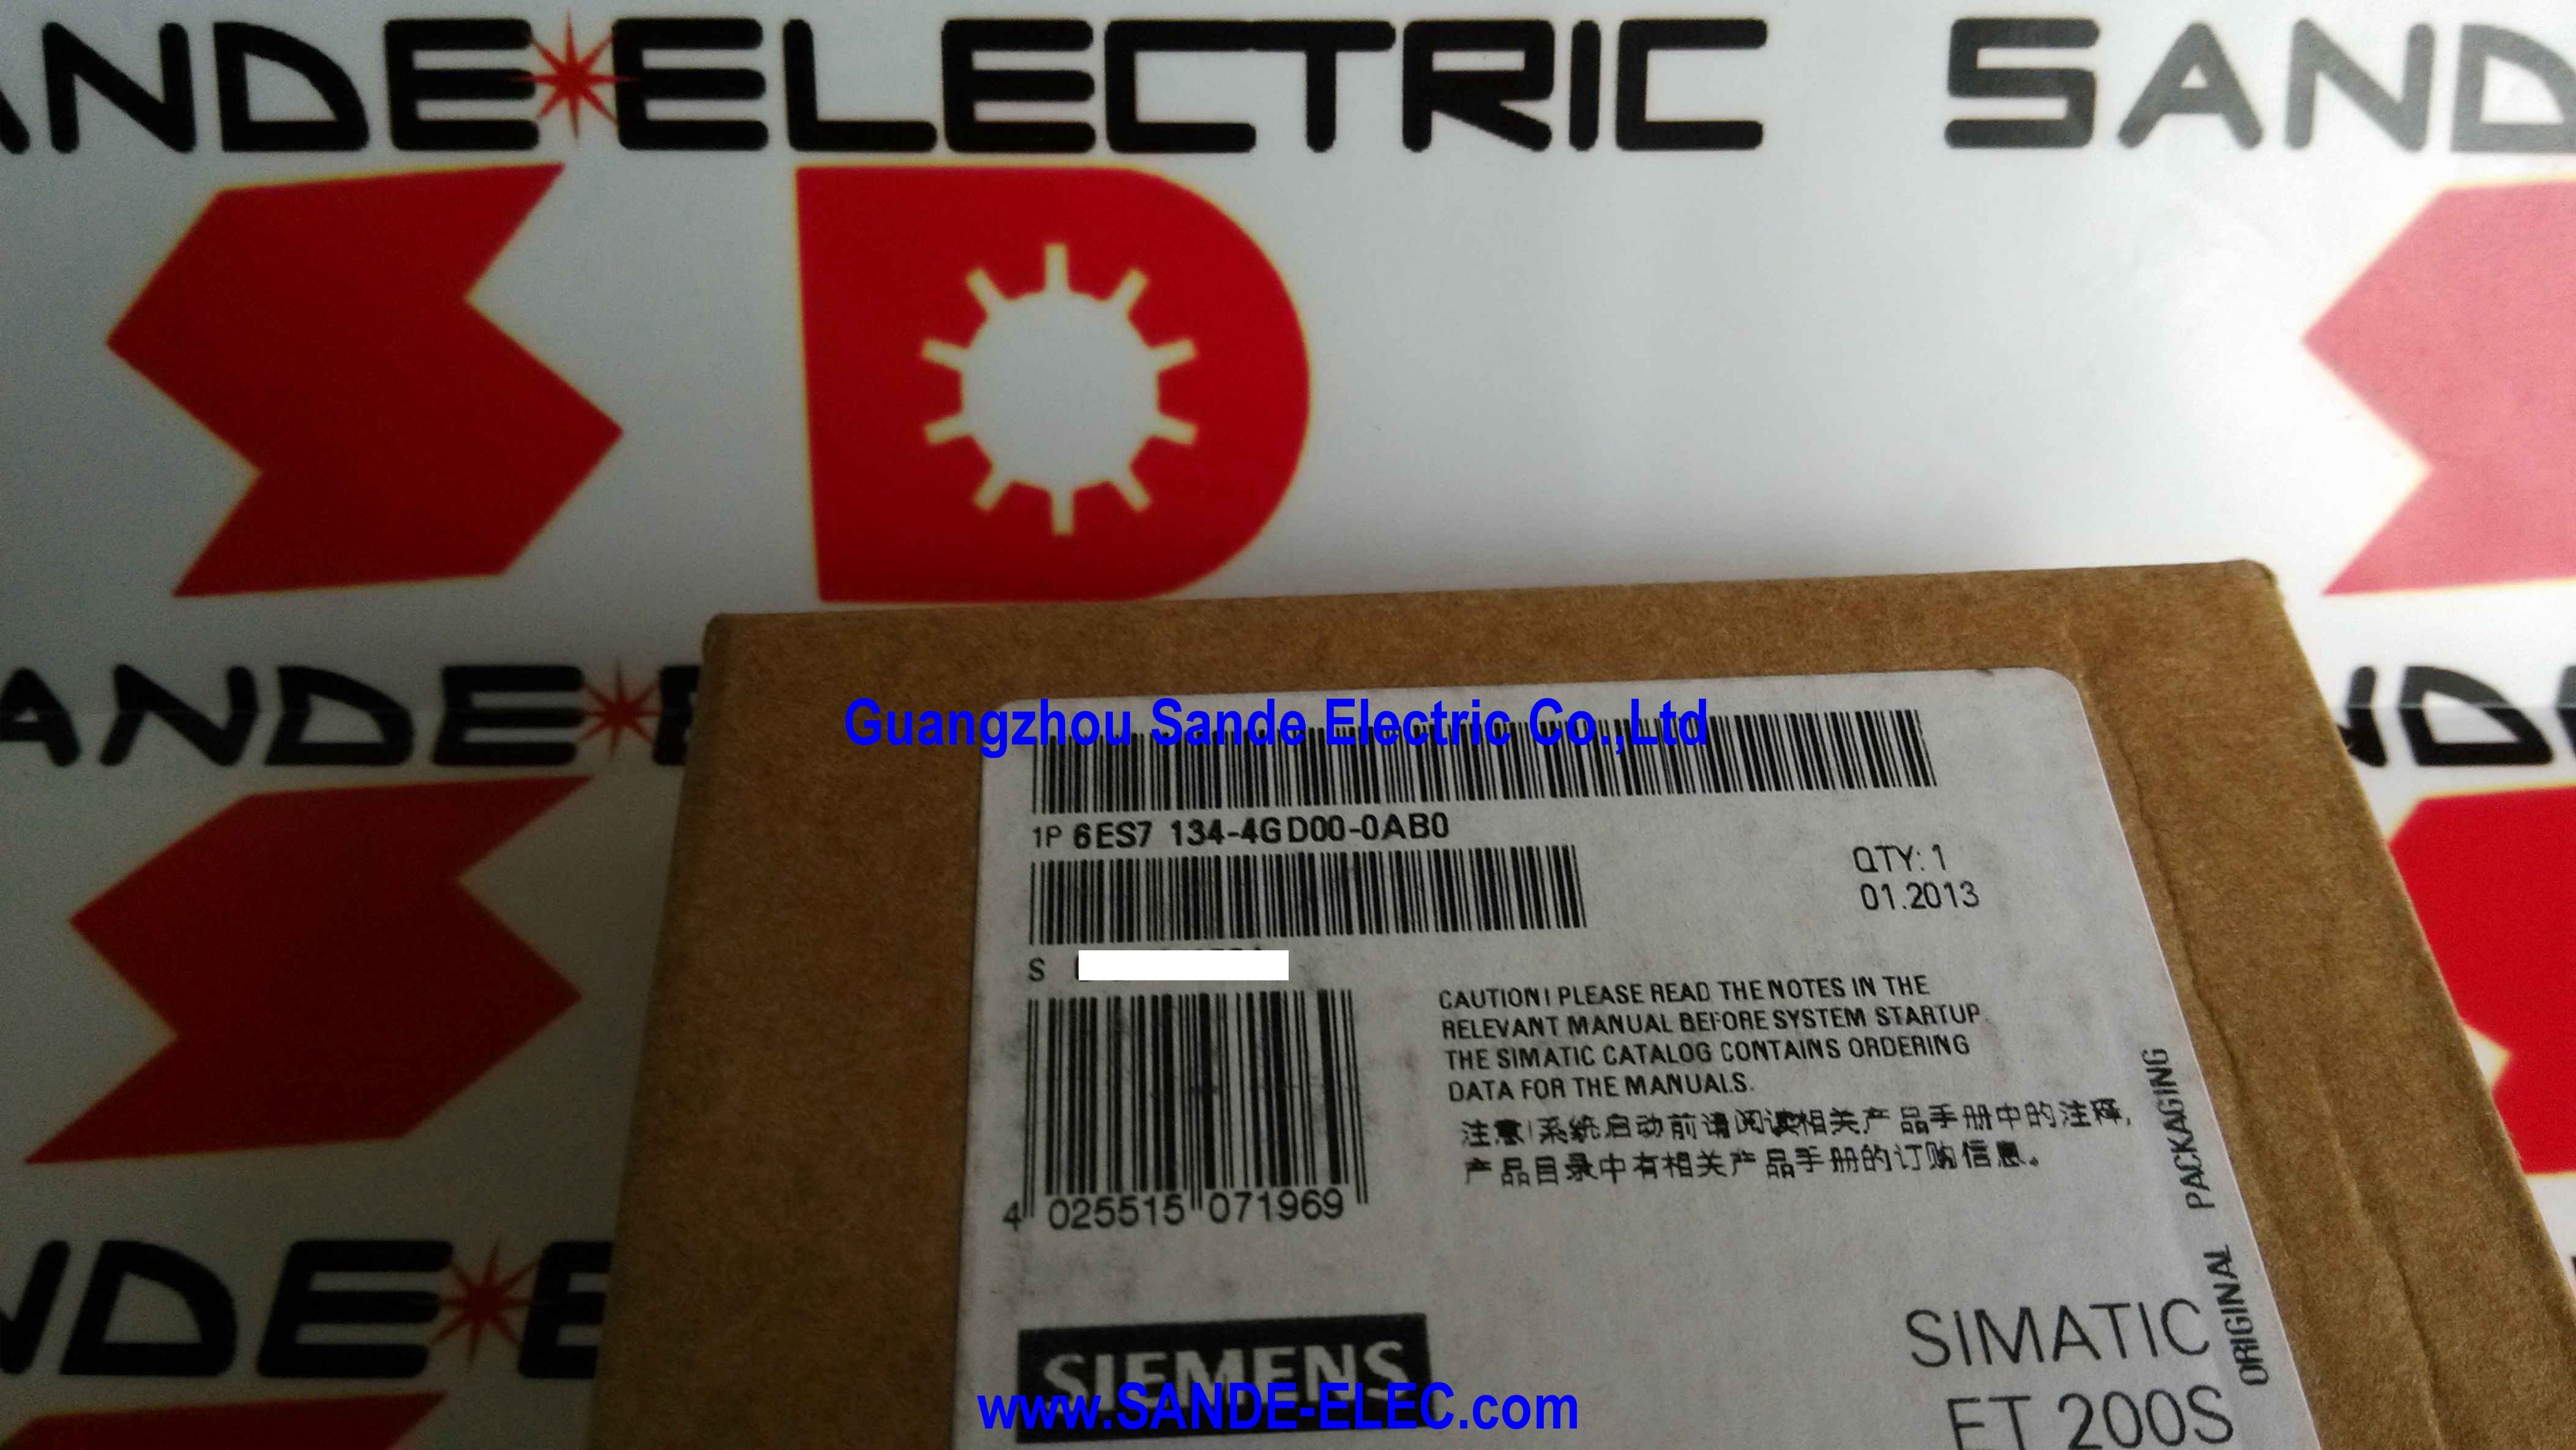 ANDE ELECTRIC SAND
ANDE E ND
NDE E
Guangzhou Sande Electric Co.,Ltd
1P 6ES7 134-4GD00-0AB0
QTY: 1
01.2013
S
CAUTION! PLEASE READ THE NOTES IN THE
RELEVANT MANUAL BEFORE SYSTEM STARTUP.
THE SIMATIC CATALOG CONTAINS ORDERING
DATA FOR THE MANUALS.
注意!系统启动前请阅读相关产品手册中的注释,
产品目录中有相关产品手册的订购信息。
4 025515 071969
ORIGINAL PACKAGING
SIEMENS
SIMATIC
ET 200S
www.SANDE-ELEC.com